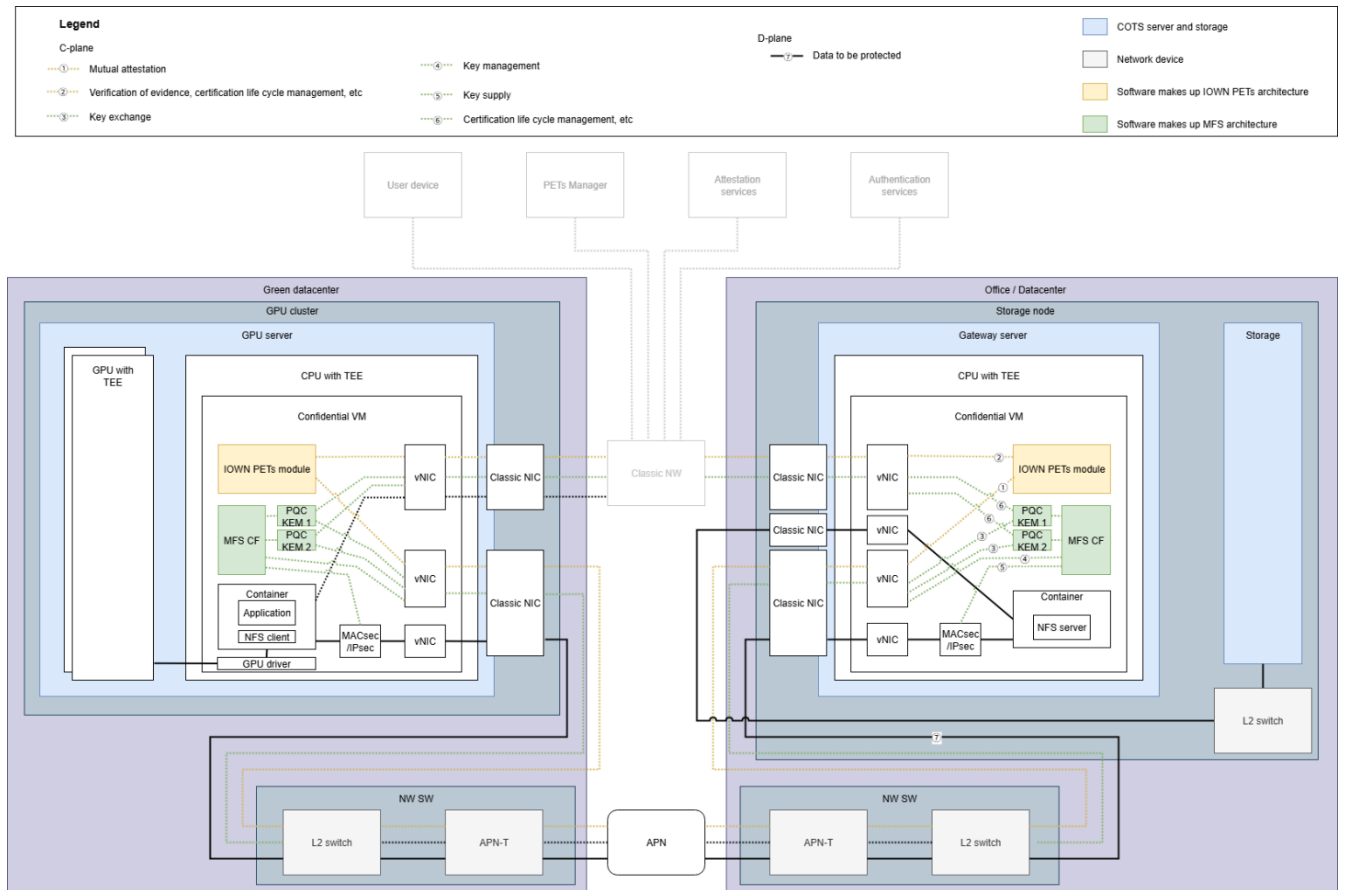 Legend
C-plane
① Mutual attestation
② Verification of evidence, certification life cycle management, etc
③ Key exchange
④ Key management
⑤ Key supply
⑥ Certification life cycle management, etc
D-plane
⑦ Data to be protected
COTS server and storage
Network device
Software makes up IOWN PETs architecture
Software makes up MFS architecture
User device
PETs Manager
Attestation
services
Authentication
services
Green datacenter
GPU cluster
GPU server
GPU with
TEE
CPU with TEE
Confidential VM
IOWN PETs module
PQC
KEM 1
PQC
KEM 2
MFS CF
vNIC
Classic NIC
vNIC
Classic NIC
Container
Application
NFS client
GPU driver
MACsec
/IPsec
vNIC
Classic NW
Office / Datacenter
Storage node
Gateway server
CPU with TEE
Confidential VM
Classic NIC
vNIC
②
IOWN PETs module
①
⑥
PQC
KEM 1
⑥
Classic NIC
vNIC
③
PQC
KEM 2
③
MFS CF
④
⑤
Classic NIC
vNIC
Container
NFS server
vNIC
MACsec
/IPsec
Storage
L2 switch
⑦
NW SW
L2 switch
APN-T
APN
NW SW
APN-T
L2 switch